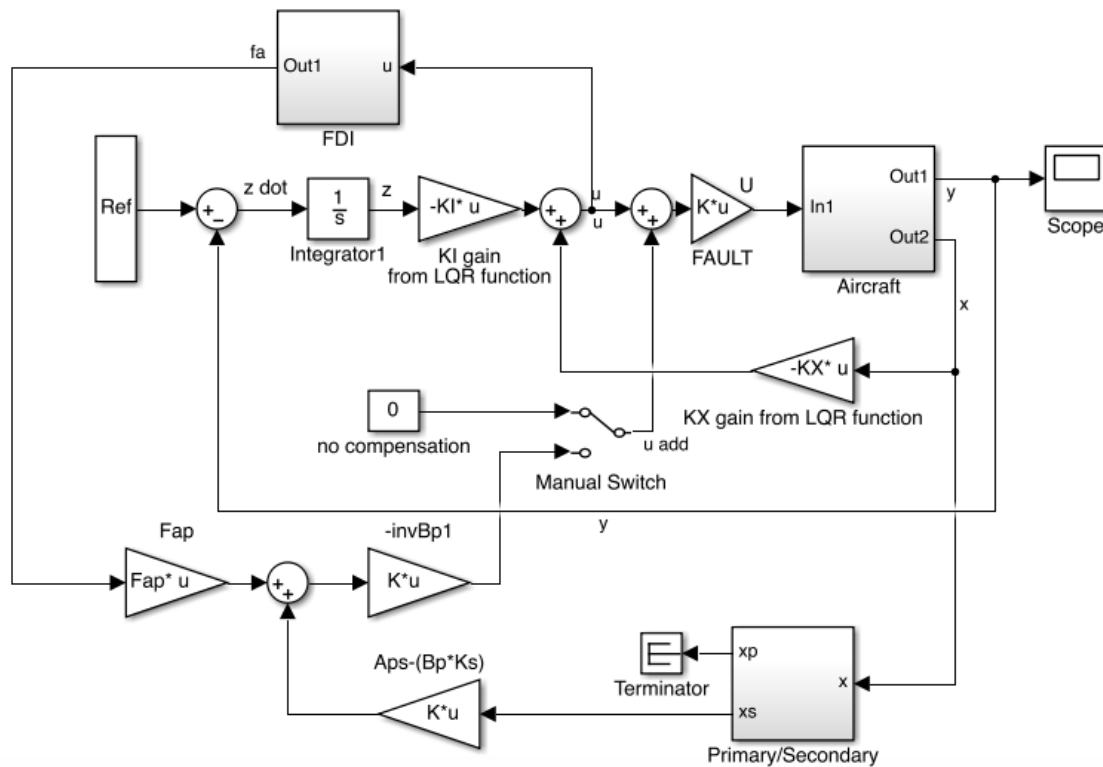 fa
Out1
u
FDI
Ref
+
−
z dot
1
s
Integrator1
z
-KI* u
KI gain
from LQR function
+
+
u
u
+
+
K*u
FAULT
U
In1
Out1
Out2
Aircraft
y
x
Scope
-KX* u
KX gain from LQR function
0
no compensation
u add
Manual Switch
y
Fap
Fap* u
+
+
-invBp1
K*u
Aps-(Bp*Ks)
K*u
Terminator
xp
xs
x
Primary/Secondary